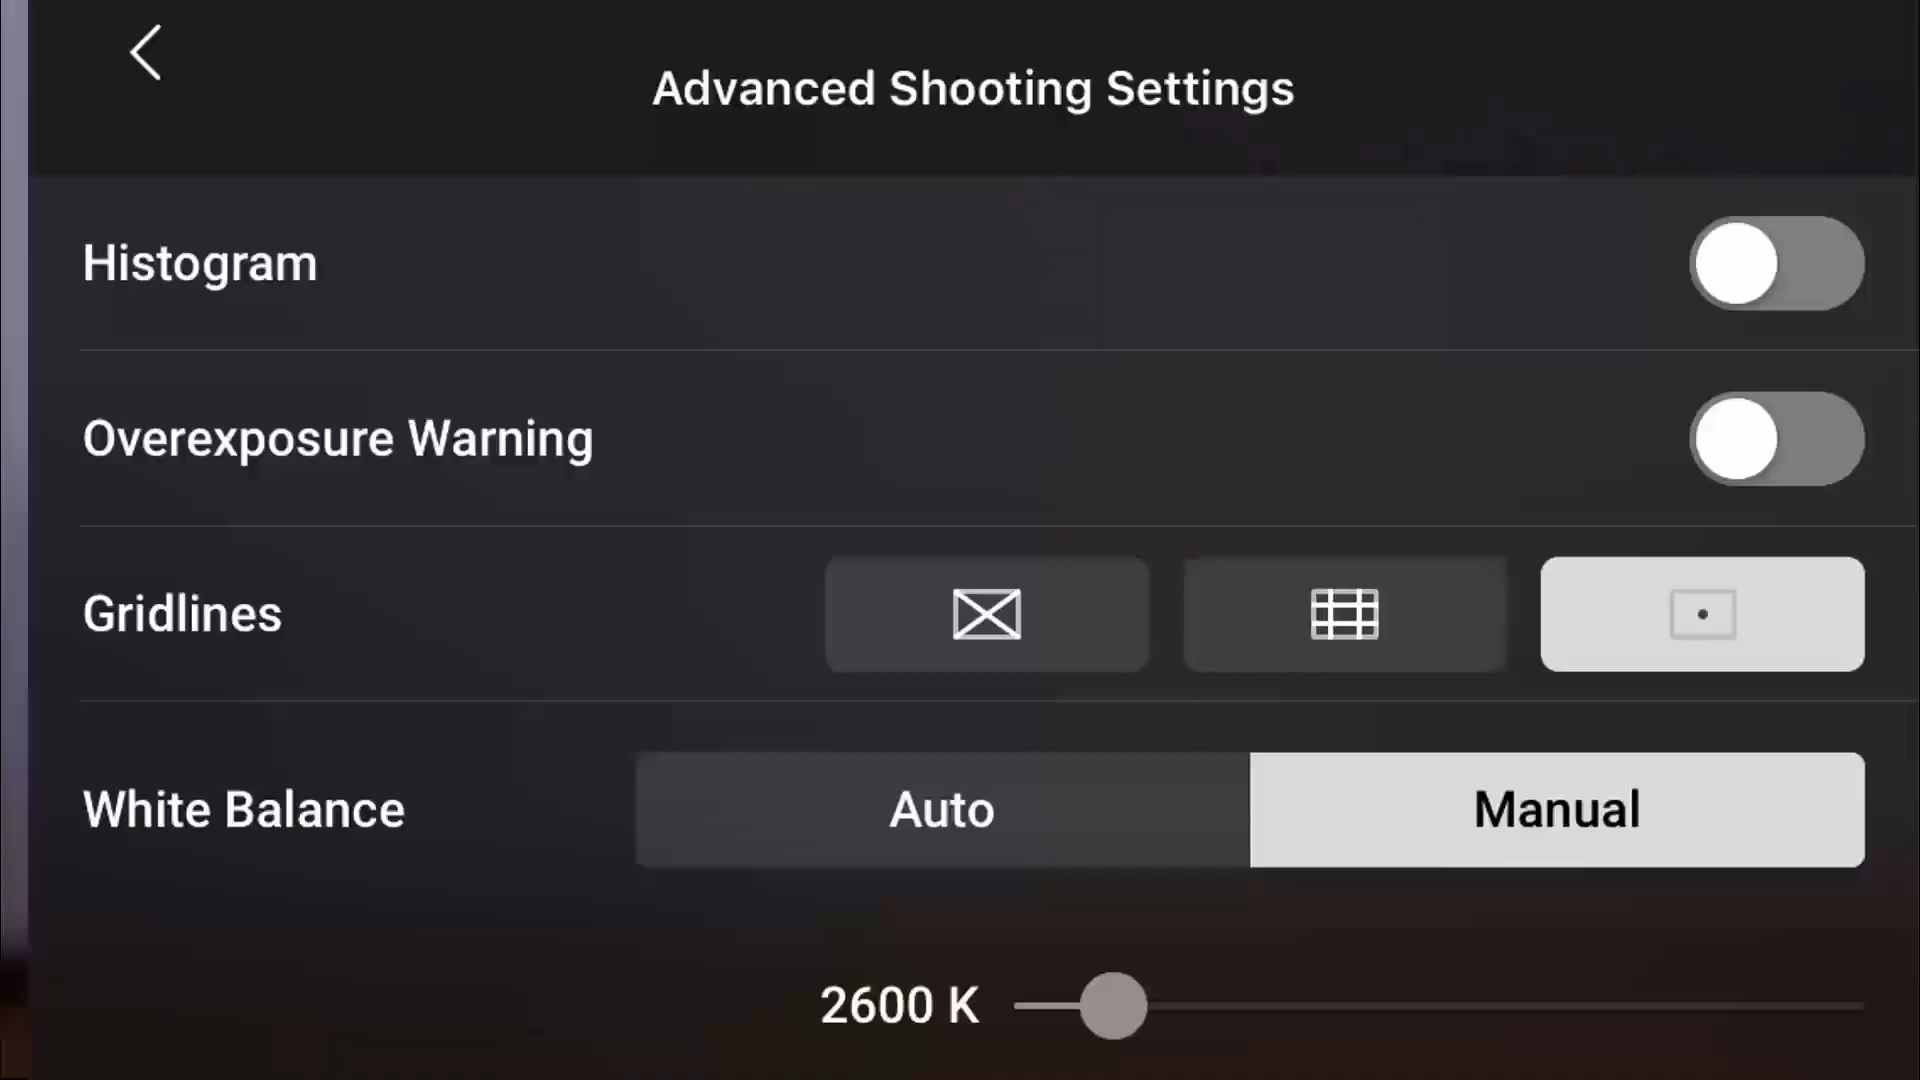 Advanced Shooting Settings
Histogram
Overexposure Warning
Gridlines
White Balance Auto Manual
2600 K